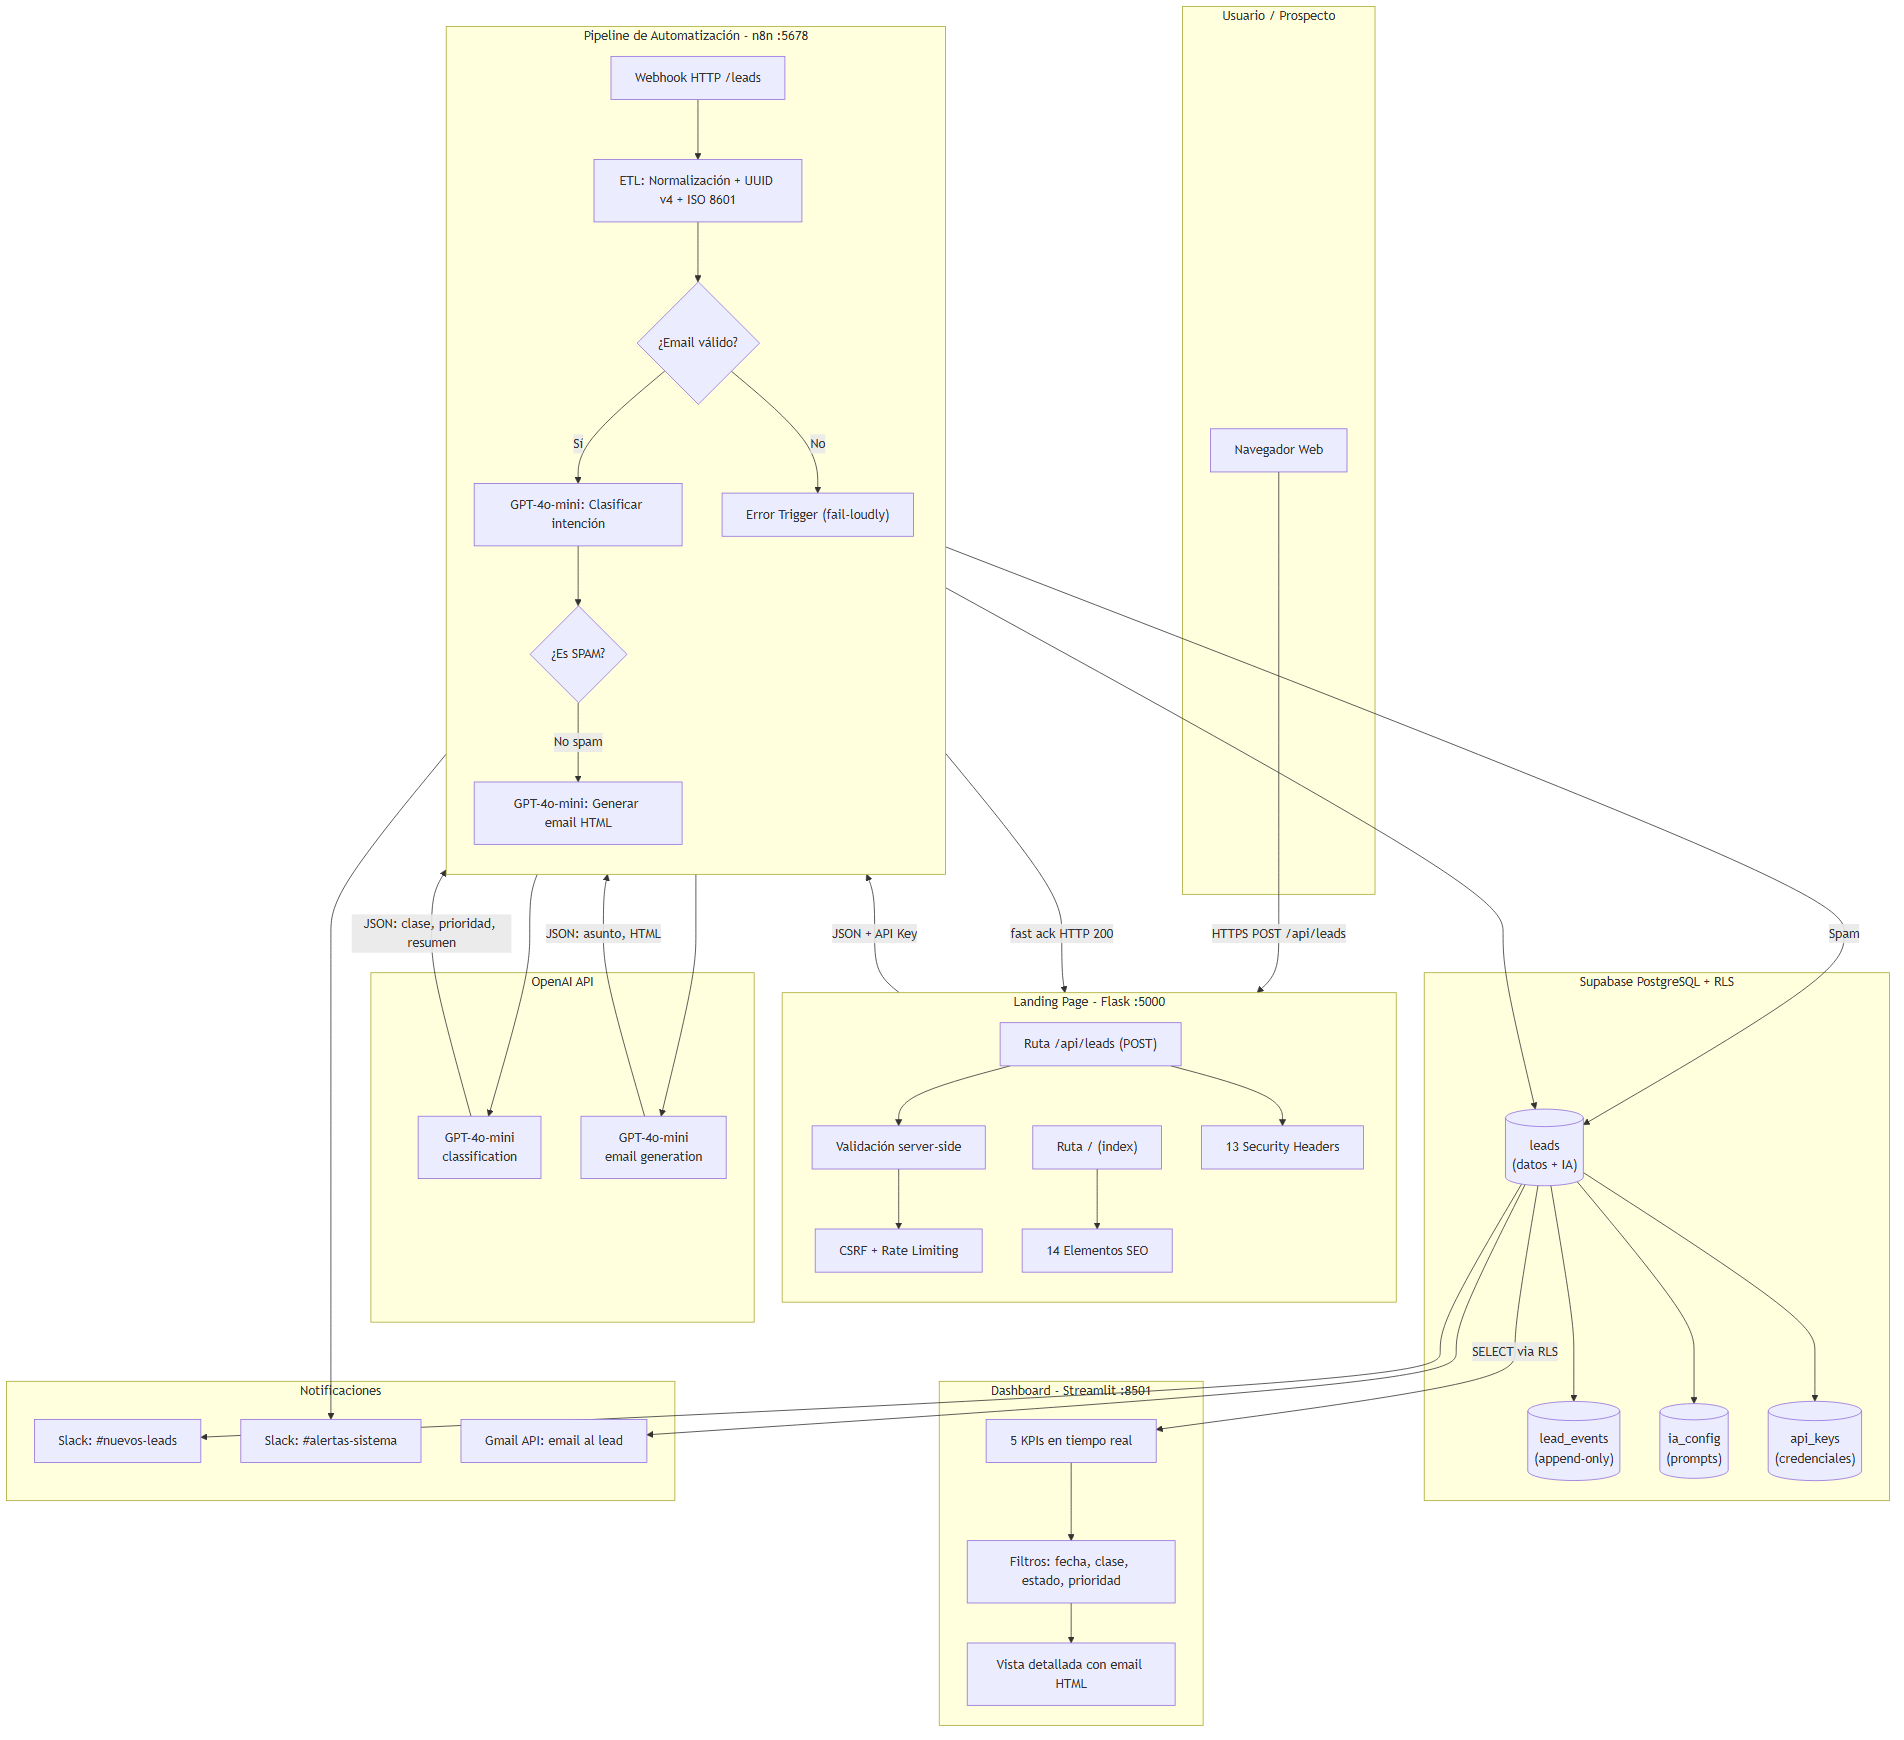 Usuario / Prospecto
Pipeline de Automatización - n8n :5678
Webhook HTTP /leads
ETL: Normalización + UUID
v4 + ISO 8601
¿Email válido?
Sí
No
Navegador Web
GPT-4o-mini: Clasificar
intención
Error Trigger (fail-loudly)
¿Es SPAM?
No spam
GPT-4o-mini: Generar
email HTML
JSON: clase, prioridad,
resumen
JSON: asunto, HTML
JSON + API Key
fast ack HTTP 200
HTTPS POST /api/leads
Spam
OpenAI API
GPT-4o-mini
classification
GPT-4o-mini
email generation
Landing Page - Flask :5000
Ruta /api/leads (POST)
Validación server-side
Ruta / (index)
13 Security Headers
CSRF + Rate Limiting
14 Elementos SEO
Supabase PostgreSQL + RLS
leads
(datos + IA)
SELECT via RLS
lead_events
(append-only)
ia_config
(prompts)
api_keys
(credenciales)
Notificaciones
Slack: #nuevos-leads
Slack: #alertas-sistema
Gmail API: email al lead
Dashboard - Streamlit :8501
5 KPIs en tiempo real
Filtros: fecha, clase,
estado, prioridad
Vista detallada con email
HTML